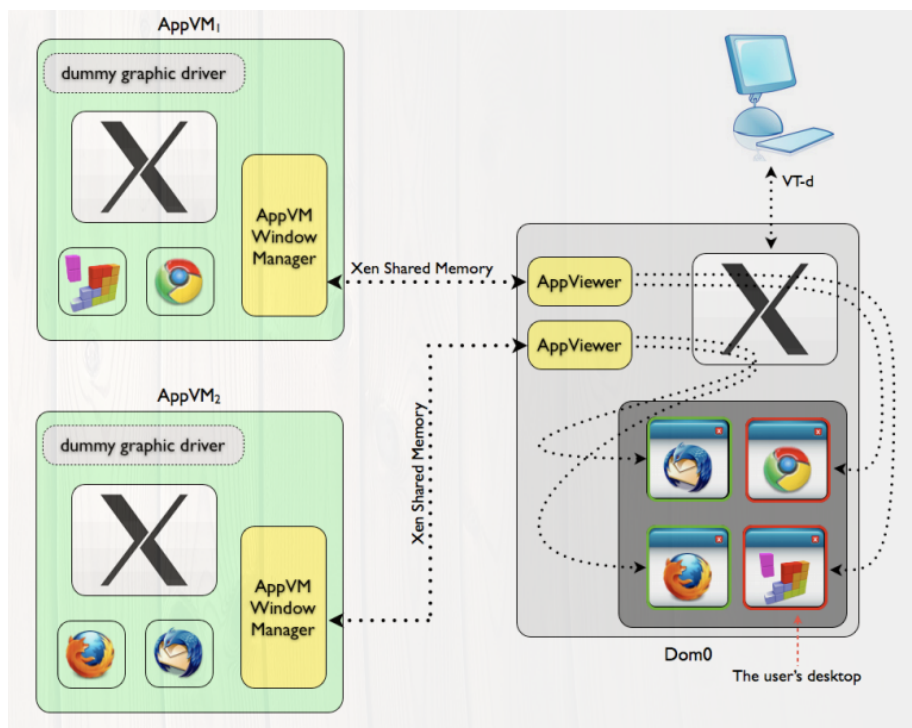 AppVM₁
dummy graphic driver
AppVM
Window
Manager
Xen Shared Memory
VT-d
AppViewer
AppViewer
AppVM₂
dummy graphic driver
AppVM
Window
Manager
Xen Shared Memory
x
x
x
x
Dom0
The user's desktop